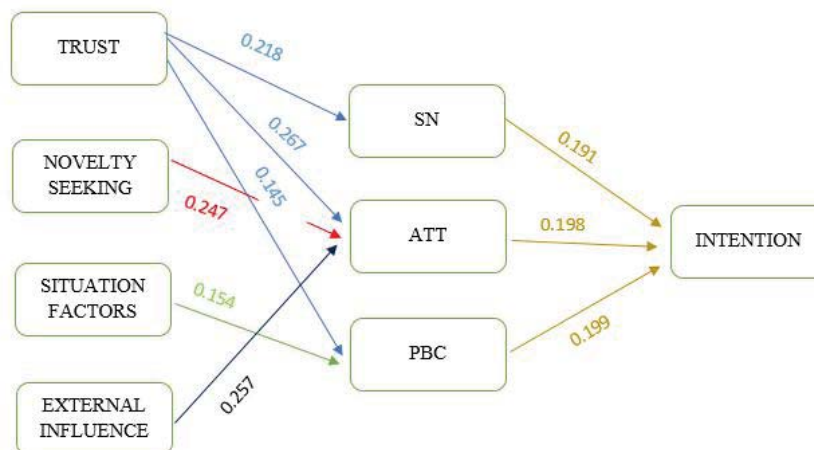 TRUST
0.218
SN
0.267
0.191
NOVELTY
SEEKING
0.145
0.247
ATT
0.198
INTENTION
SITUATION
FACTORS
0.154
PBC
0.199
0.257
EXTERNAL
INFLUENCE